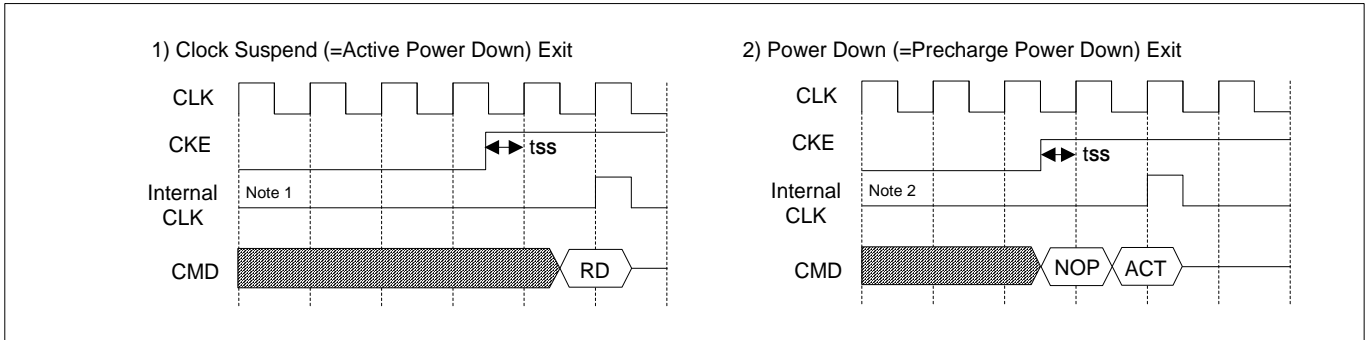 1) Clock Suspend (=Active Power Down) Exit
CLK
CKE
tss
Internal
CLK
Note 1
CMD
RD
2) Power Down (=Precharge Power Down) Exit
CLK
CKE
tss
Internal
CLK
Note 2
CMD
NOP
ACT